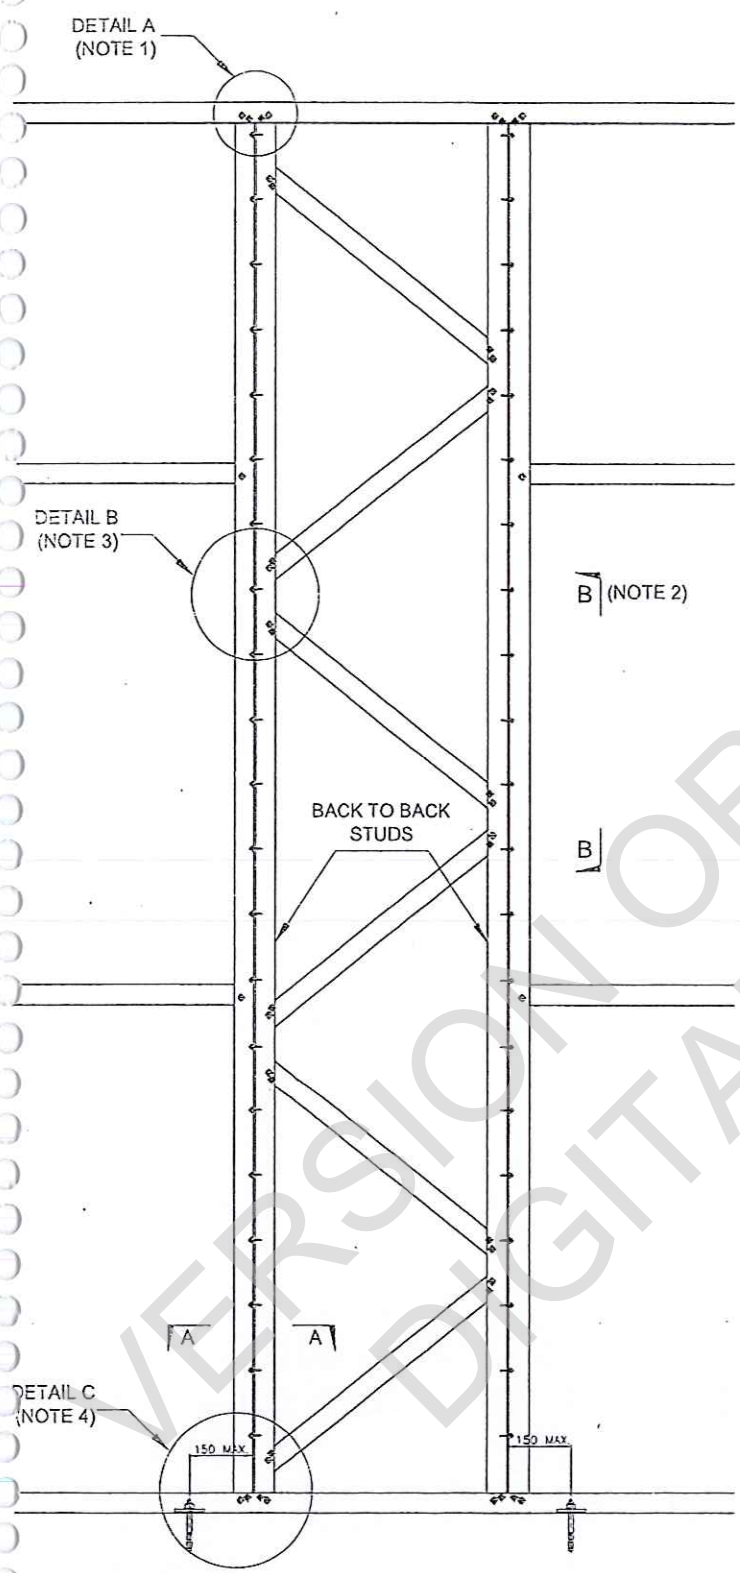 DETAIL A
(NOTE 1)
DETAIL B
(NOTE 3)
B (NOTE 2)
BACK TO BACK
STUDS
B
A A
DETAIL C
(NOTE 4)
150 MAX.
150 MAX.
VERSION
DIGITA